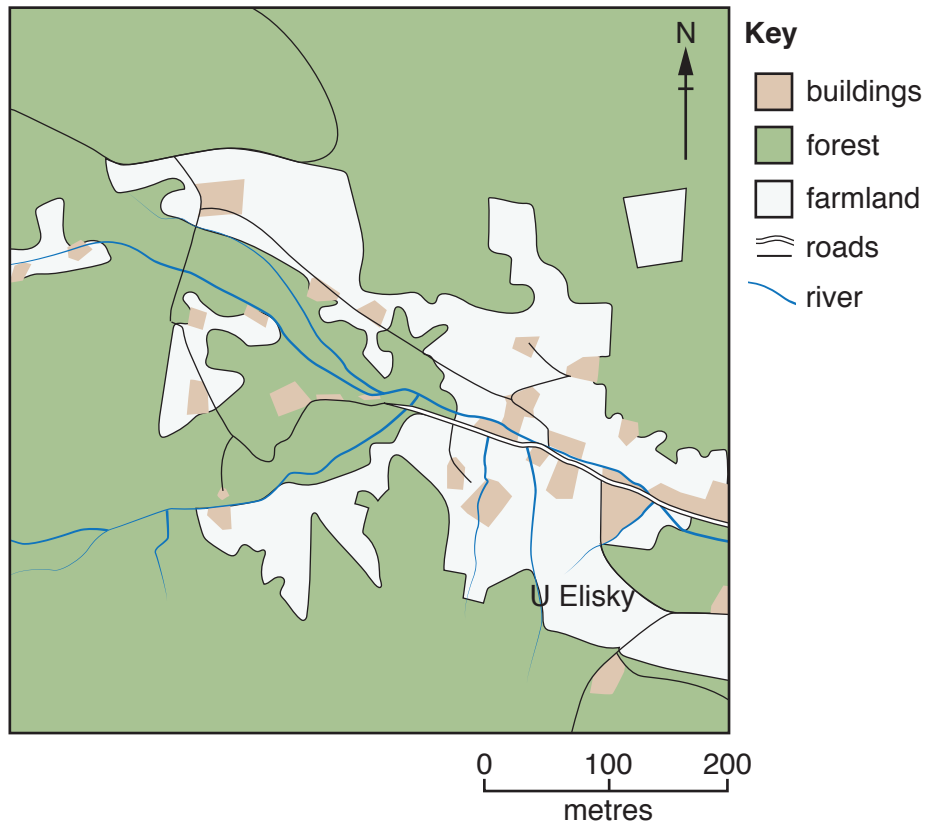 N
Key
buildings
forest
farmland
roads
river
U Elisky
0 100 200
metres